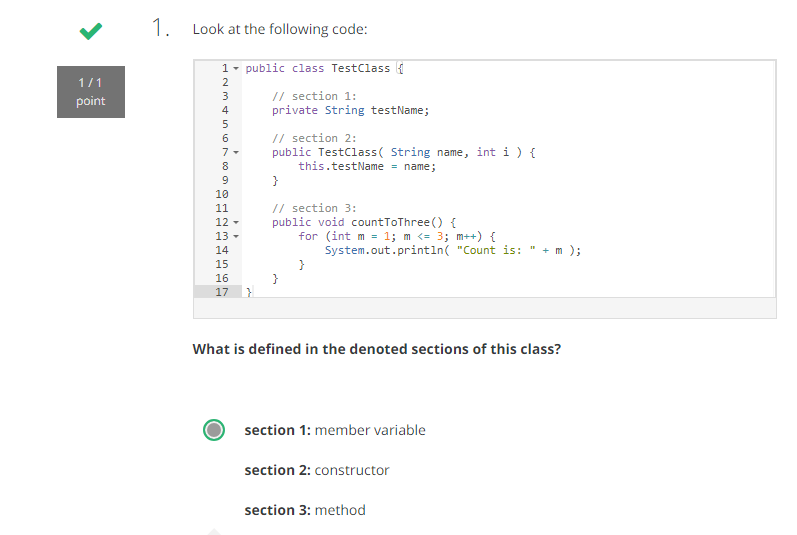 1 / 1
point
1. Look at the following code:
1 public class TestClass {
2
3 // section 1:
4 private String testName;
5
6 // section 2:
7 public TestClass( String name, int i ) {
8 this.testName = name;
9 }
10
11 // section 3:
12 public void countToThree() {
13 for (int m = 1; m <= 3; m++) {
14 System.out.println( "Count is: " + m );
15 }
16 }
17 }
What is defined in the denoted sections of this class?
section 1: member variable
section 2: constructor
section 3: method